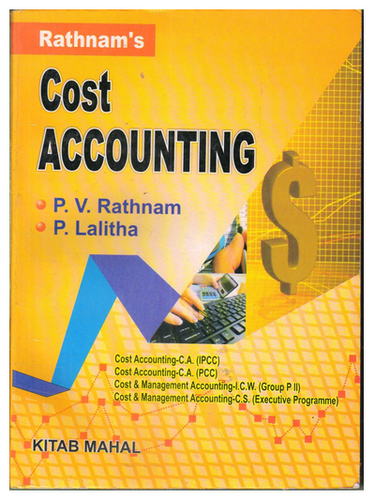 Rathnam's
Cost
ACCOUNTING
P. V. Rathnam
P. Lalitha
Cost Accounting-C.A. (IPCC)
Cost Accounting-C.A. (PCC)
Cost & Management Accounting-I.C.W. (Group P II)
Cost & Management Accounting-C.S. (Executive Programme)
KITAB MAHAL